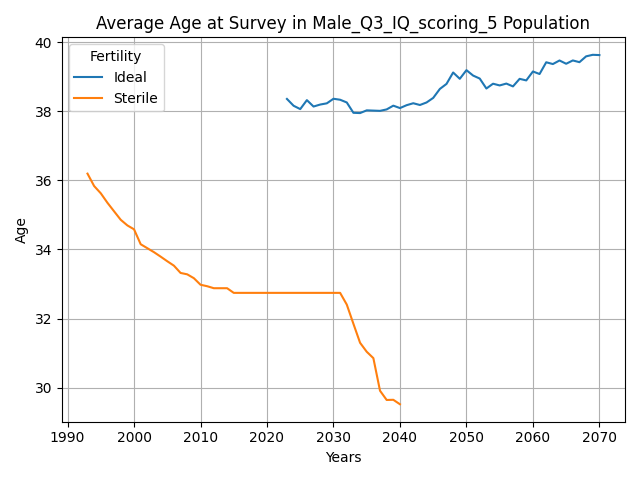 Average Age at Survey in Male_Q3_IQ_scoring_5 Population
40
38
36
34
32
30
Age
Fertility
Ideal
Sterile
1990 2000 2010 2020 2030 2040 2050 2060 2070
Years